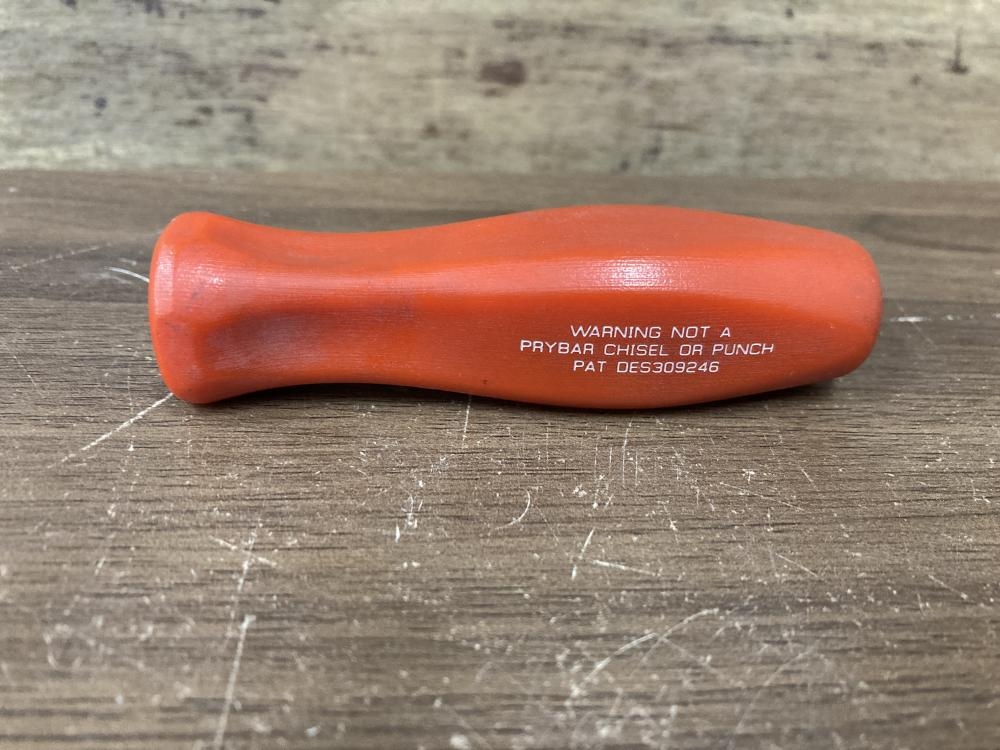 WARNING NOT A
PRYBAR CHISEL OR PUNCH
PAT DES309246